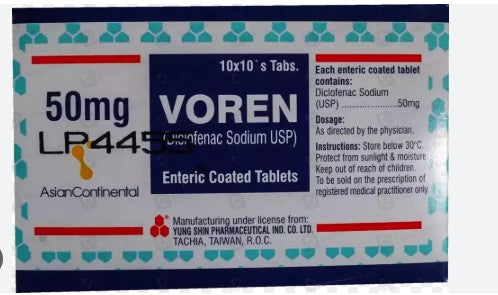 10x10`s Tabs.
50mg
VOREN
LP4455
Diclofenac Sodium USP)
Enteric Coated Tablets
AsianContinental
Each enteric coated tablet
contains:
Diclofenac Sodium
(USP) ......................50mg
Dosage:
As directed by the physician.
Instructions: Store below 30°C.
Protect from sunlight & moisture
Keep out of reach of children.
To be sold on the prescription of
registered medical practitioner only
Manufacturing under license from:
YUNG SHIN PHARMACEUTICAL IND. CO. LTD.
TACHIA, TAIWAN, R.O.C.